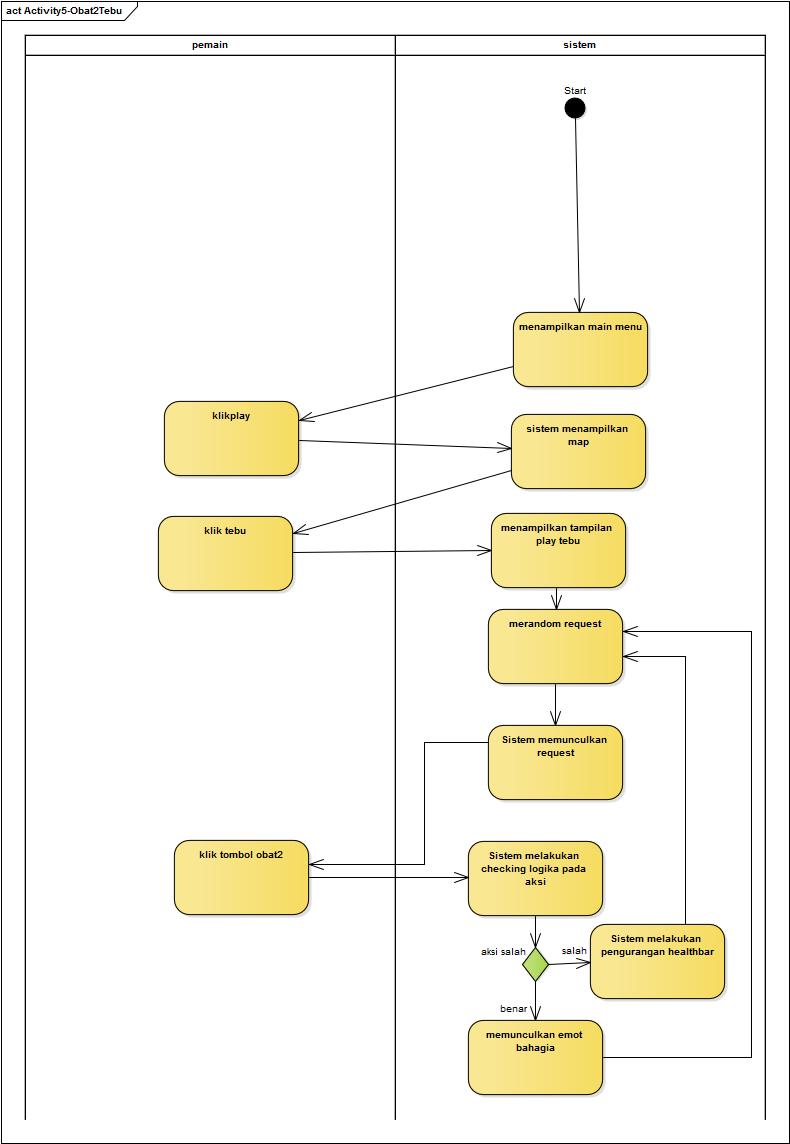 act Activity5-Obat2Tebu
pemain
sistem
Start
menampilkan main menu
klikplay
sistem menampilkan
map
klik tebu
menampilkan tampilan
play tebu
merandom request
Sistem memunculkan
request
klik tombol obat2
Sistem melakukan
checking logika pada
aksi
aksi salah
salah
Sistem melakukan
pengurangan healthbar
benar
memunculkan emot
bahagia